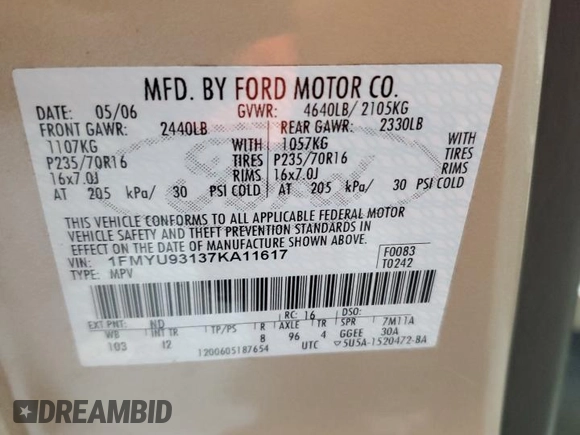 MFD. BY FORD MOTOR CO.
DATE: 05/06 GVWR: 4640LB/ 2105KG
FRONT GAWR: 2440LB REAR GAWR: 2330LB
1107KG WITH 1057KG WITH
P235/70R16 TIRES P235/70R16 TIRES
16x7.0J RIMS 16x7.0J RIMS
AT 205 kPa/ 30 PSI COLD AT 205 kPa/ 30 PSI COLD
THIS VEHICLE CONFORMS TO ALL APPLICABLE FEDERAL MOTOR
VEHICLE SAFETY AND THEFT PREVENTION STANDARDS IN
EFFECT ON THE DATE OF MANUFACTURE SHOWN ABOVE.
VIN: 1FMYU93137KA11617 F0083
TYPE: MPV T0242
RC: 16 DSO:
EXT PNT: ND
WB INT TR TP/PS R AXLE TR SPR 7M11A
103 12 8 96 4 GGEE 30A
1200605187654 UTC ▽5U5A-1520472-BA
Ford
DREAMBID